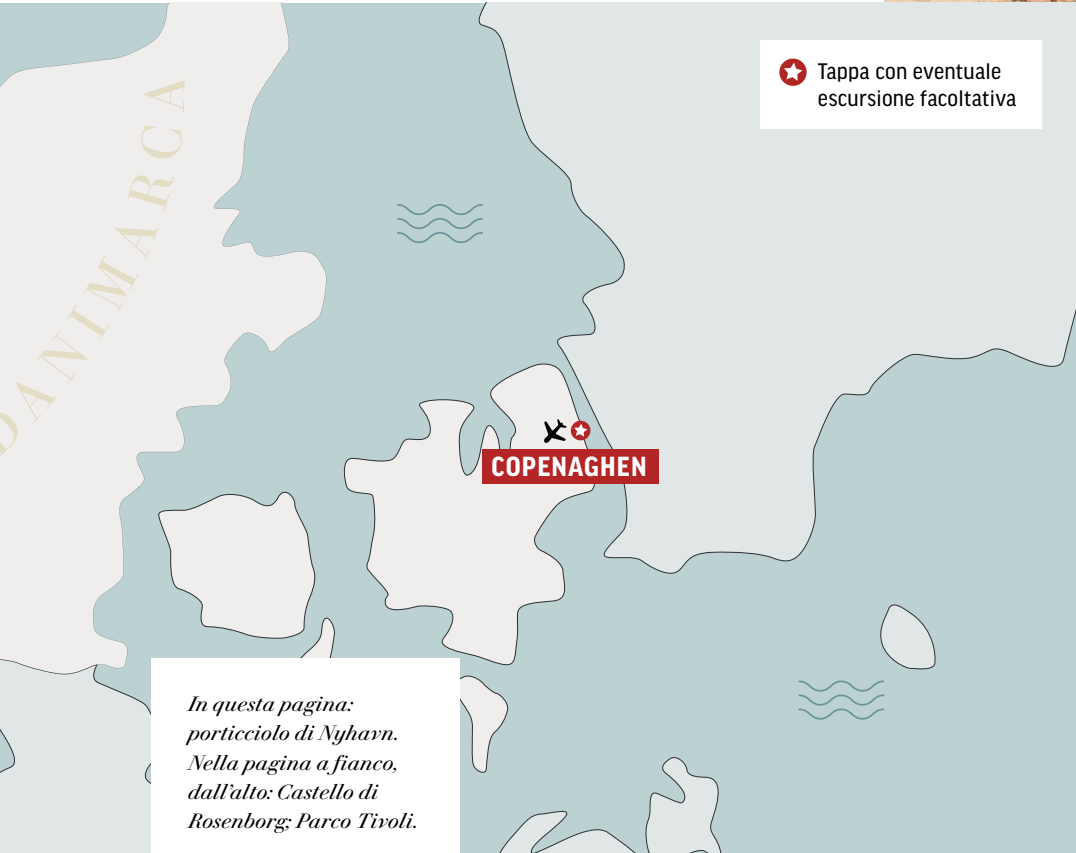 Tappa con eventuale
escursione facoltativa
DANIMARCA
COPENAGHEN
In questa pagina:
porticciolo di Nyhavn.
Nella pagina a fianco,
dall'alto: Castello di
Rosenborg; Parco Tivoli.